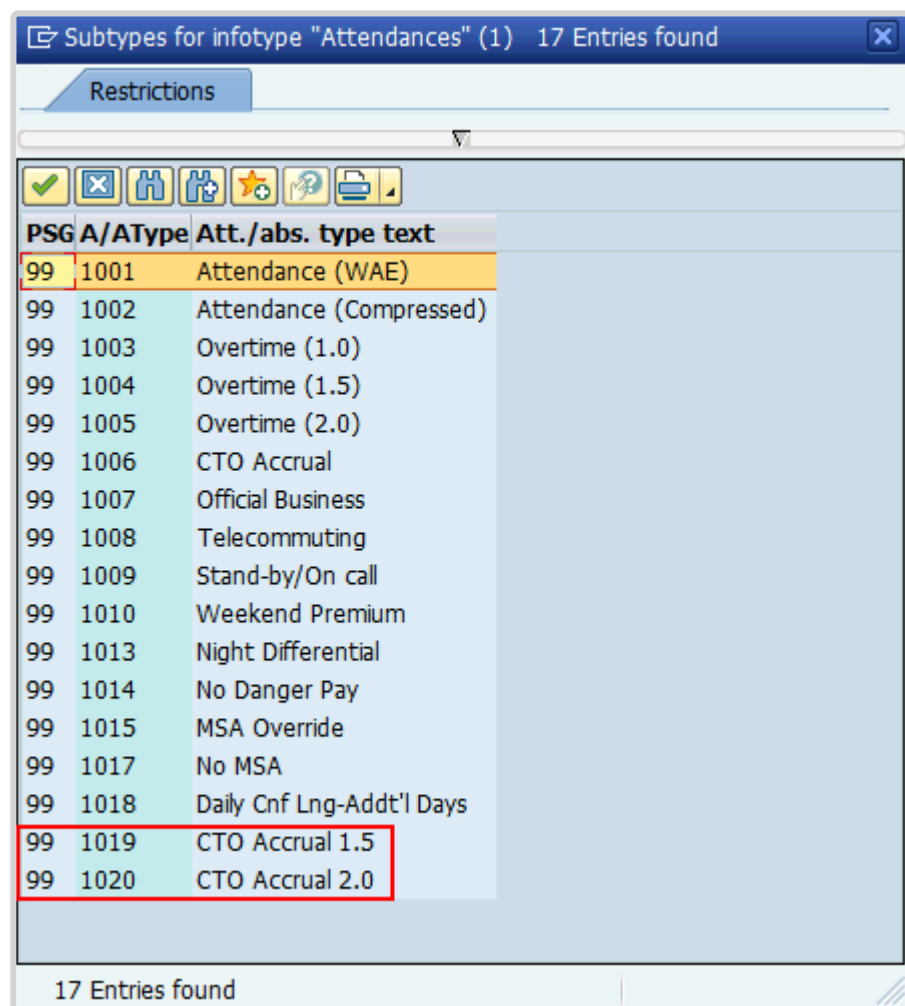 Subtypes for infotype "Attendances" (1) 17 Entries found
Restrictions
PSG A/AType Att./abs. type text
99 1001 Attendance (WAE)
99 1002 Attendance (Compressed)
99 1003 Overtime (1.0)
99 1004 Overtime (1.5)
99 1005 Overtime (2.0)
99 1006 CTO Accrual
99 1007 Official Business
99 1008 Telecommuting
99 1009 Stand-by/On call
99 1010 Weekend Premium
99 1013 Night Differential
99 1014 No Danger Pay
99 1015 MSA Override
99 1017 No MSA
99 1018 Daily Cnf Lng-Addt'l Days
99 1019 CTO Accrual 1.5
99 1020 CTO Accrual 2.0
17 Entries found